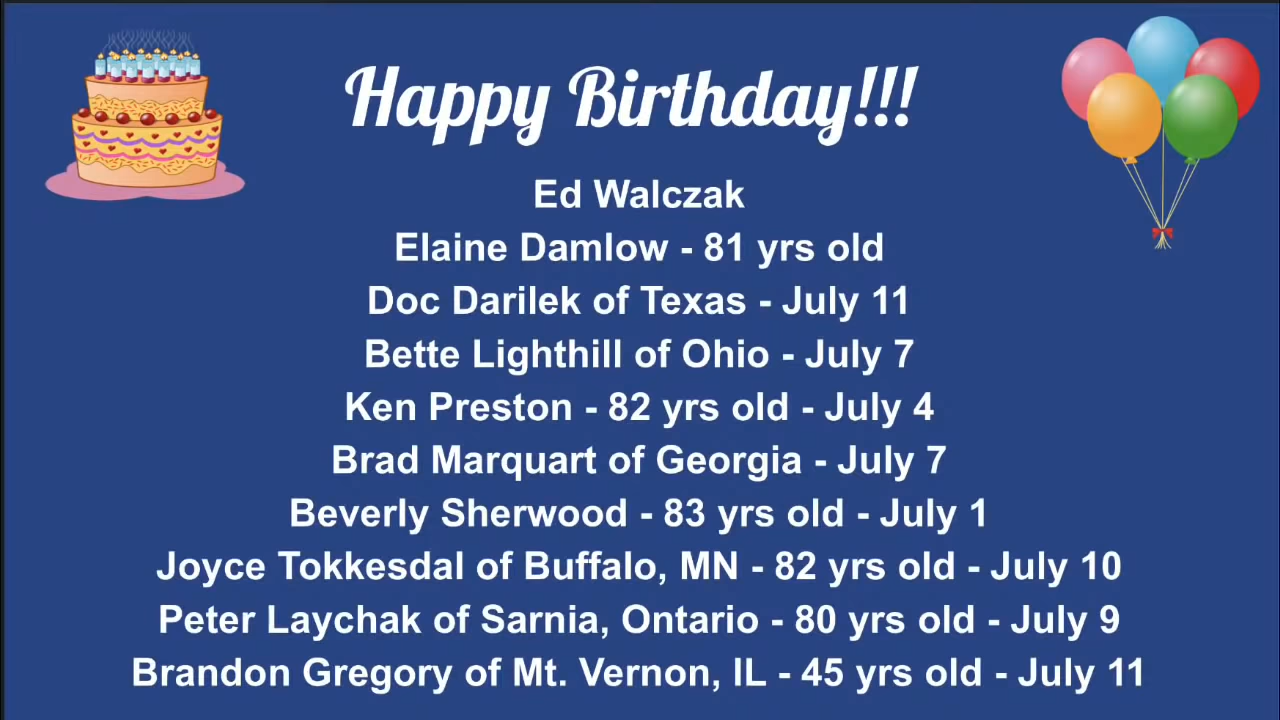 Happy Birthday!!!
Ed Walczak
Elaine Damlow - 81 yrs old
Doc Darilek of Texas - July 11
Bette Lighthill of Ohio - July 7
Ken Preston - 82 yrs old - July 4
Brad Marquart of Georgia - July 7
Beverly Sherwood - 83 yrs old - July 1
Joyce Tokkesdal of Buffalo, MN - 82 yrs old - July 10
Peter Laychak of Sarnia, Ontario - 80 yrs old - July 9
Brandon Gregory of Mt. Vernon, IL - 45 yrs old - July 11